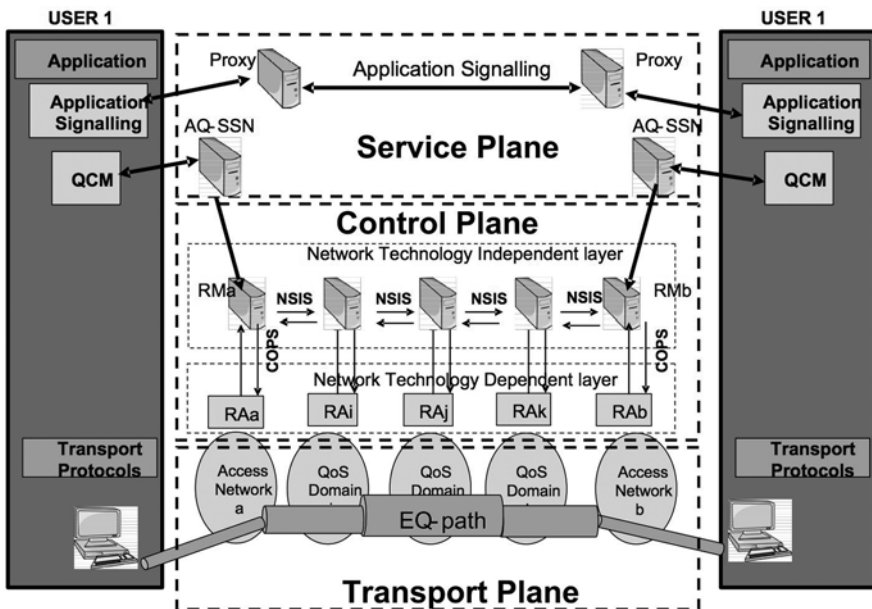 USER 1
USER 1
Application
Application Signalling
QCM
Transport Protocols
Proxy
Application Signalling
Proxy
AQ-SSN
AQ-SSN
Service Plane
Control Plane
Network Technology Independent layer
RMa
NSIS
NSIS
NSIS
NSIS
RMb
COPS
COPS
Network Technology Dependent layer
RAa
RAi
RAj
RAk
RAb
Access
Network
a
QoS
Domain
QoS
Domain
QoS
Domain
Access
Network
b
EQ-path
Transport Plane
Application
Application
Signalling
QCM
Transport
Protocols